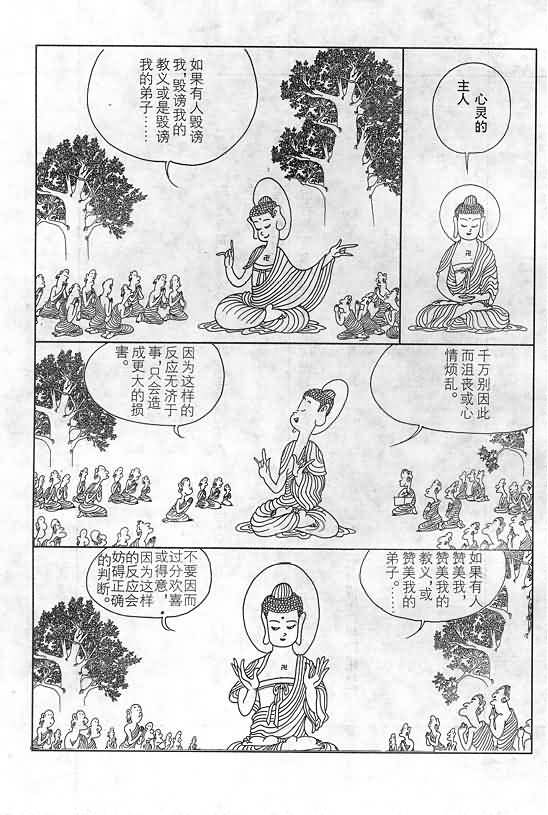 心灵的
主人
如果有人毁谤
我,毁谤我的
教义或是毁谤
我的弟子……
千万别因此
而沮丧或心
情烦乱。
因为这样的
反应无济于
事,只会造
成更大的损
害。
如果有人
赞美我,
赞美我的
教义,或
赞美我的
弟子。……
不要因而
过分欢喜
或得意,
因为这样
的反应会
妨碍正确
的判断。